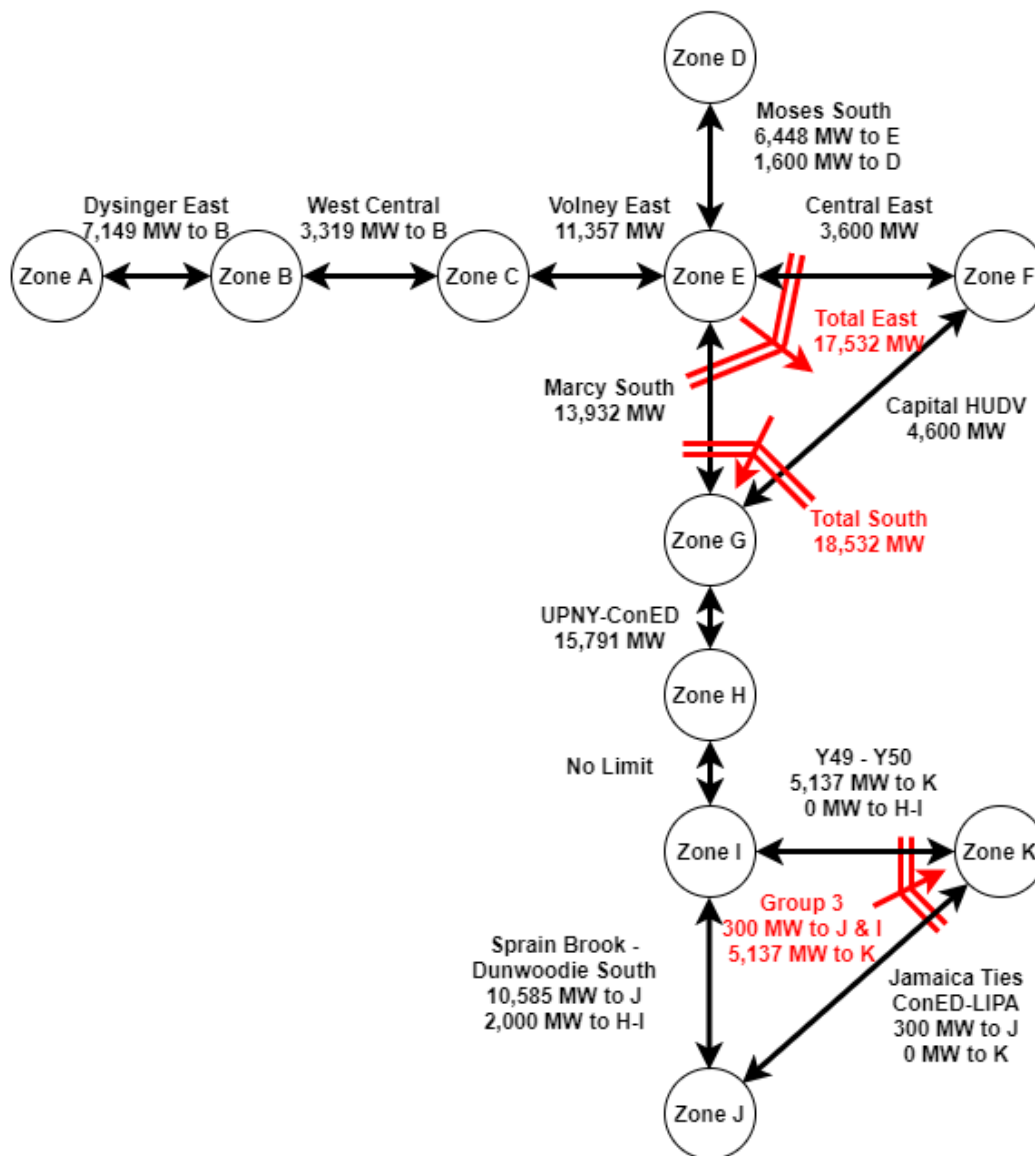 Zone D
Moses South
6,448 MW to E
1,600 MW to D
Dysinger East
7,149 MW to B
West Central
3,319 MW to B
Volney East
11,357 MW
Central East
3,600 MW
Zone A
Zone B
Zone C
Zone E
Zone F
Total East
17,532 MW
Marcy South
13,932 MW
Capital HUDV
4,600 MW
Total South
18,532 MW
Zone G
UPNY-ConED
15,791 MW
Zone H
No Limit
Y49 - Y50
5,137 MW to K
0 MW to H-I
Zone I
Zone K
Group 3
300 MW to J & I
5,137 MW to K
Sprain Brook -
Dunwoodie South
10,585 MW to J
2,000 MW to H-I
Jamaica Ties
ConED-LIPA
300 MW to J
0 MW to K
Zone J